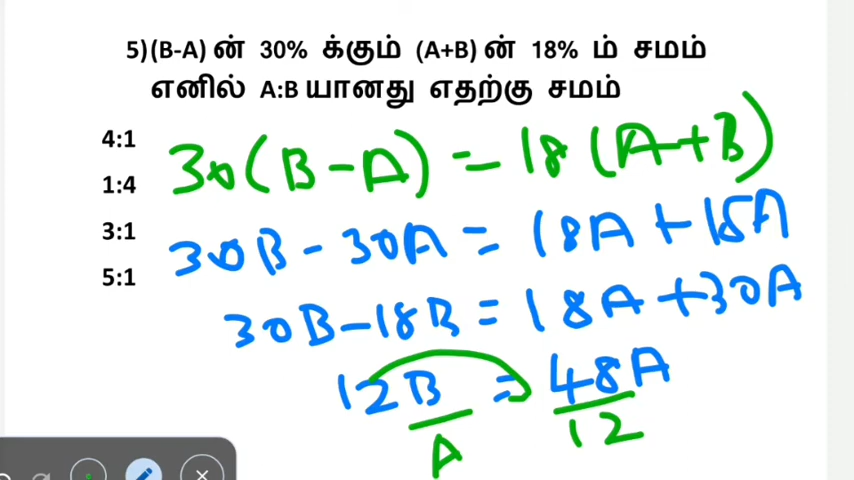 5)(B-A) ன் 30% க்கும் (A+B) ன் 18% ம் சமம்
எனில் A:B யானது எதற்கு சமம்
4:1
1:4
3:1
5:1
30(B-A) = 18(A+B)
30B - 30A = 18A + 18A
30B - 18B = 18A + 30A
12B/A = 48A/12